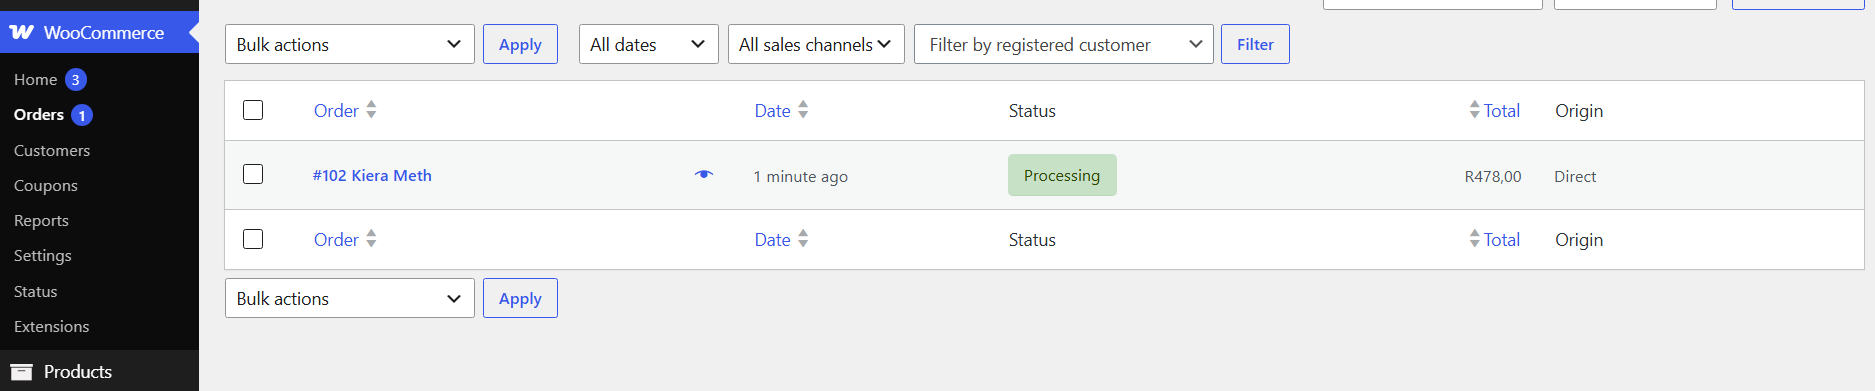 WooCommerce
Home 3
Orders 1
Customers
Coupons
Reports
Settings
Status
Extensions
Products
Bulk actions Apply All dates All sales channels Filter by registered customer Filter
Order Date Status Total Origin
#102 Kiera Meth 1 minute ago Processing R478,00 Direct
Order Date Status Total Origin
Bulk actions Apply